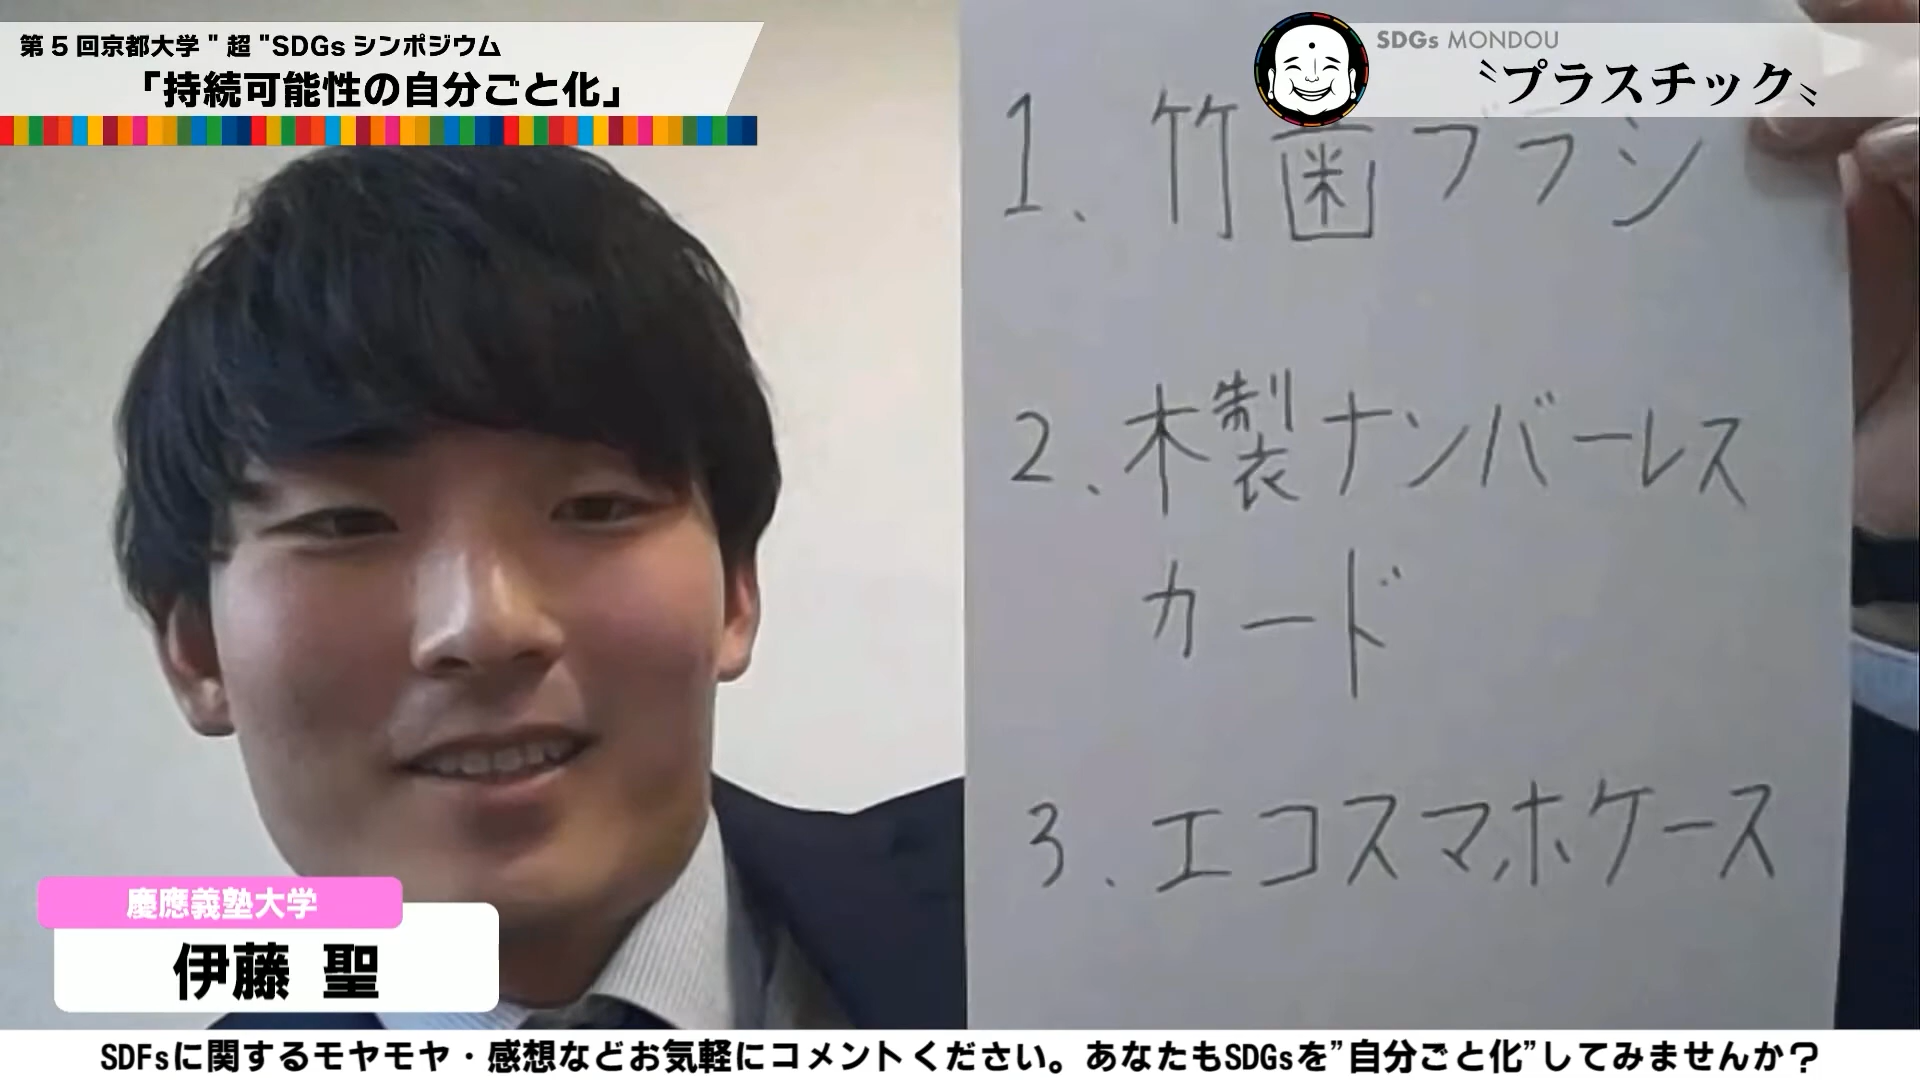 第5回京都大学"超"SDGsシンポジウム
「持続可能性の自分ごと化」
SDGs MONDOU
〝プラスチック〟
1、竹歯ブラシ
2、木製ナンバーレス
カード
3、エコスマホケース
慶應義塾大学
伊藤 聖
SDFsに関するモヤモヤ・感想などお気軽にコメントください。あなたもSDGsを”自分ごと化”してみませんか？